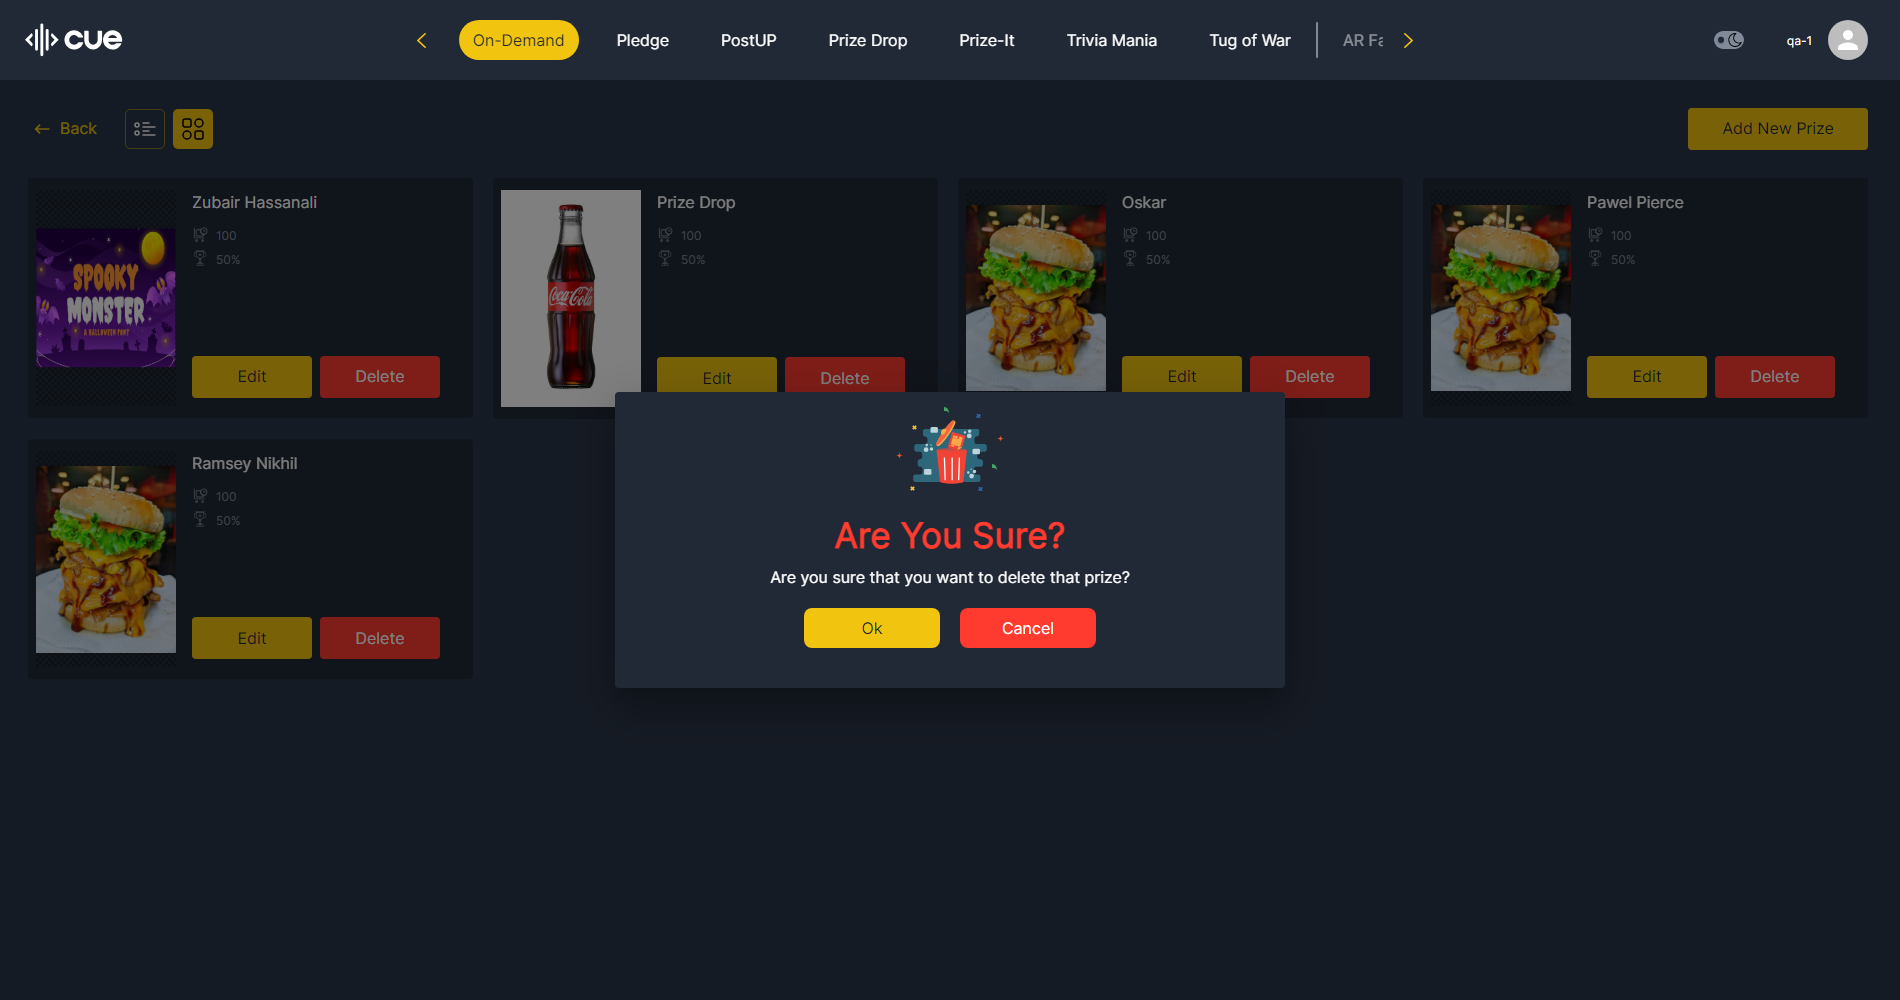 cue
On-Demand
Pledge
PostUP
Prize Drop
Prize-It
Trivia Mania
Tug of War
AR Fa
qa-1
Back
Add New Prize
Zubair Hassanali
100
50%
SPOOKY
MONSTER
A HALLOWEEN FONT
Edit
Delete
Prize Drop
100
50%
Coca-Cola
Edit
Delete
Oskar
100
50%
Edit
Delete
Pawel Pierce
100
50%
Edit
Delete
Ramsey Nikhil
100
50%
Edit
Delete
Are You Sure?
Are you sure that you want to delete that prize?
Ok
Cancel